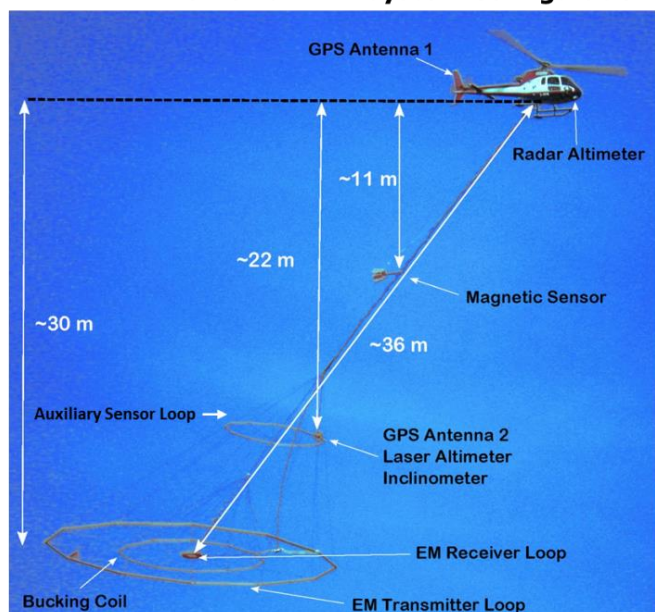 GPS Antenna 1
Radar Altimeter
~11 m
~22 m
Magnetic Sensor
~30 m
~36 m
Auxiliary Sensor Loop
GPS Antenna 2
Laser Altimeter
Inclinometer
EM Receiver Loop
Bucking Coil
EM Transmitter Loop